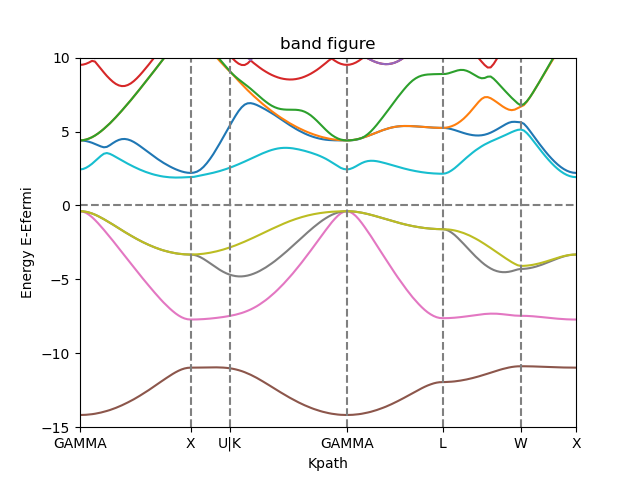 band figure
Energy E-Efermi
10
5
0
−5
−10
−15
GAMMA X U|K GAMMA L W X
Kpath